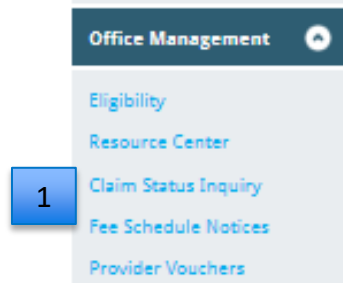 Office Management
Eligibility
Resource Center
1 Claim Status Inquiry
Fee Schedule Notices
Provider Vouchers